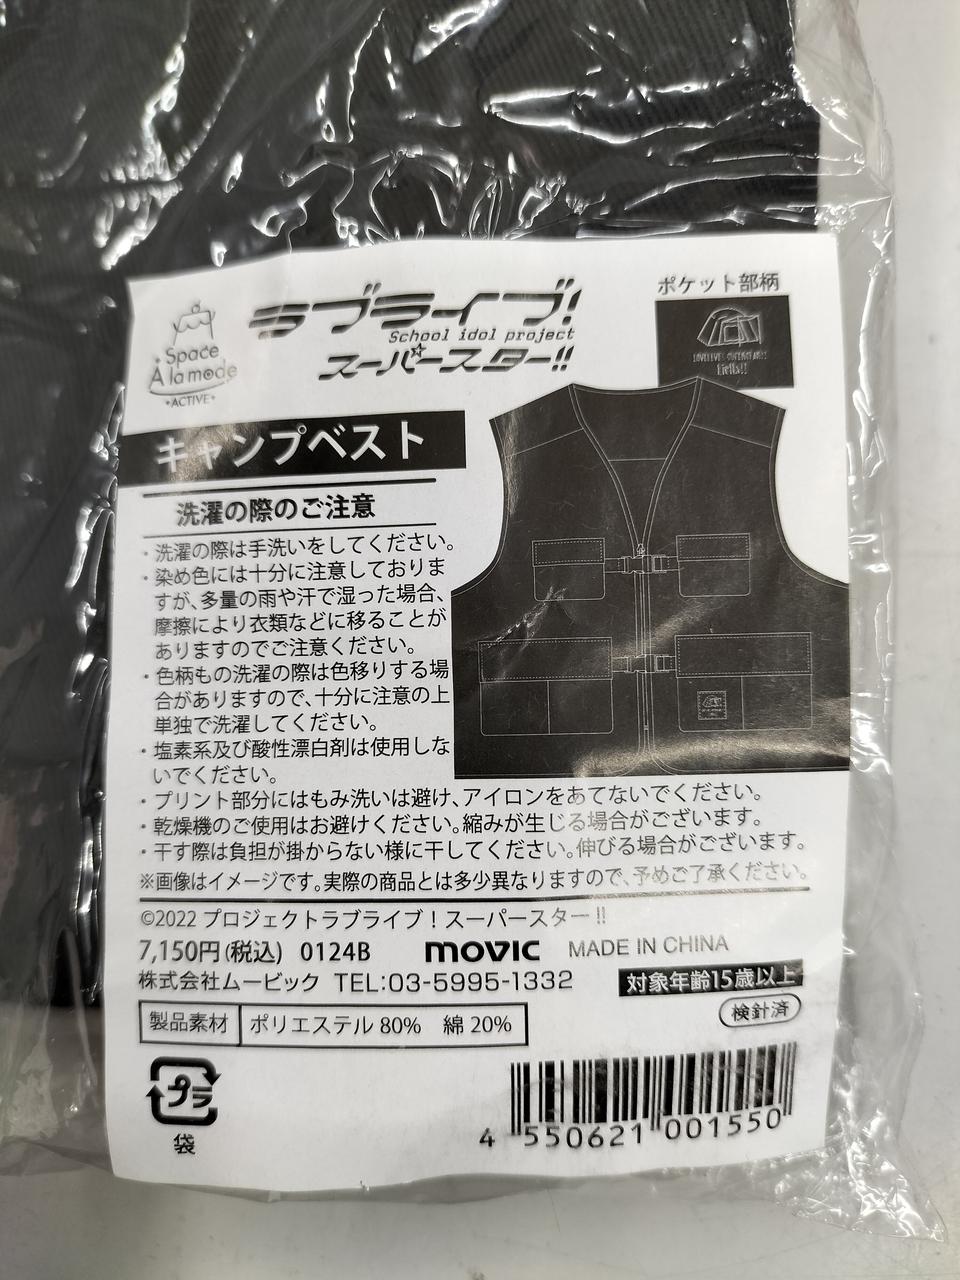 Space
A la mode
•ACTIVE•
ラブライブ!
School idol project
スーパースター!!
ポケット部柄
Liella!!
キャンプベスト
洗濯の際のご注意
・洗濯の際は手洗いをしてください。
・染め色には十分に注意しておりま
すが、多量の雨や汗で湿った場合、
摩擦により衣類などに移ることが
ありますのでご注意ください。
・色柄もの洗濯の際は色移りする場
合がありますので、十分に注意の上
単独で洗濯してください。
・塩素系及び酸性漂白剤は使用しな
いでください。
・プリント部分にはもみ洗いは避け、アイロンをあてないでください。
・乾燥機のご使用はお避けください。縮みが生じる場合がございます。
・干す際は負担が掛からない様に干してください。伸びる場合がございます。
※画像はイメージです。実際の商品とは多少異なりますので、予めご了承ください。
©2022 プロジェクトラブライブ！スーパースター!!
7,150円(税込) 0124B movic MADE IN CHINA
株式会社ムービック TEL:03-5995-1332 対象年齢15歳以上
検針済
製品素材 ポリエステル 80% 綿 20%
プラ
袋
4 550621 001550